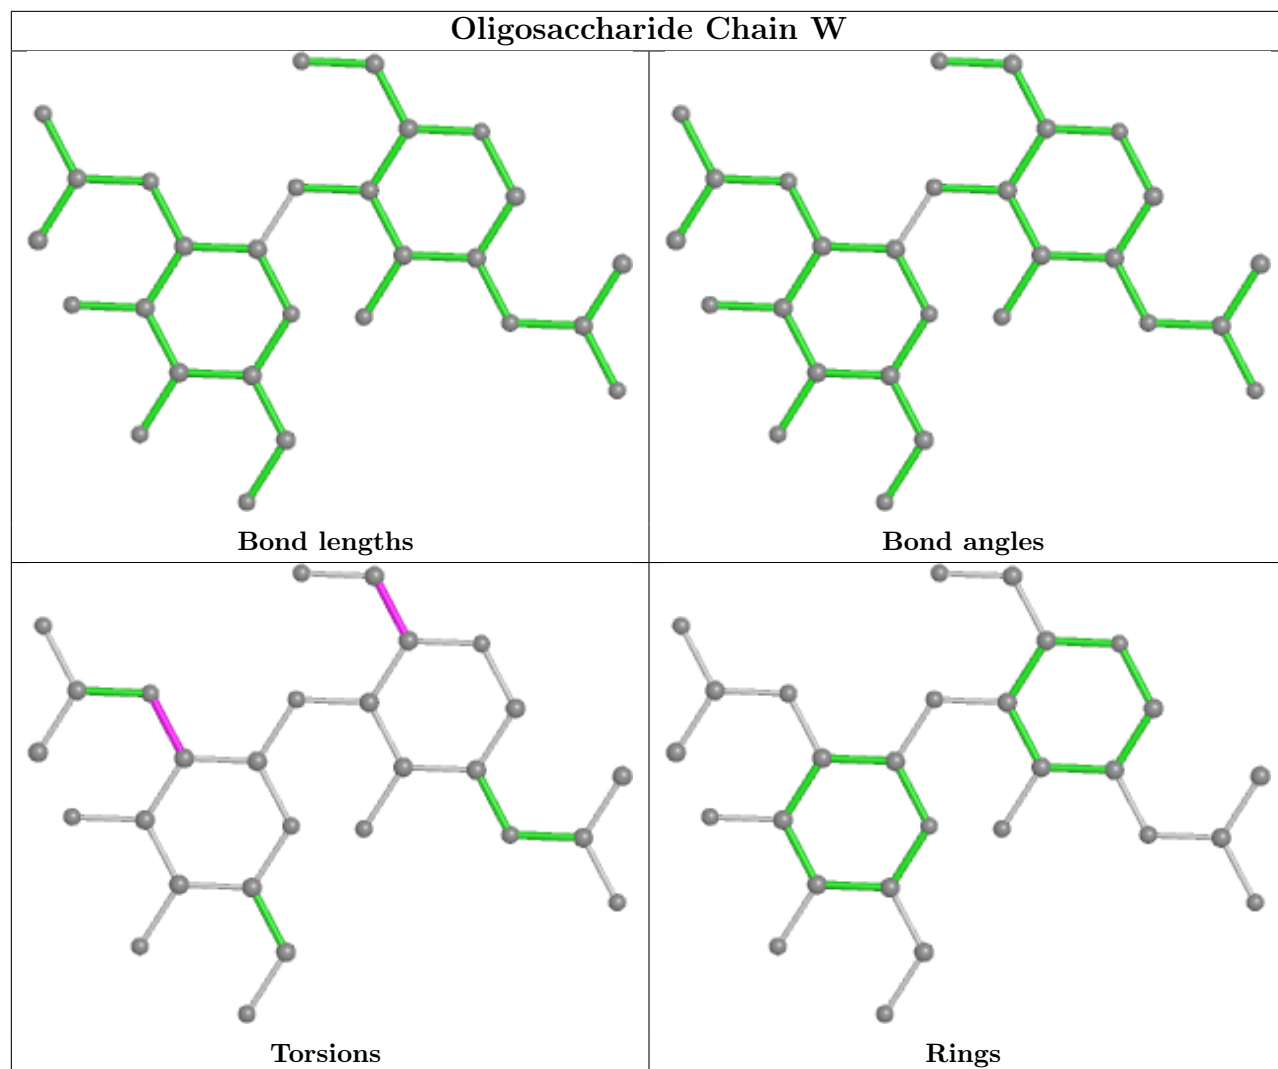 Oligosaccharide Chain W
Bond lengths
Bond angles
Torsions
Rings